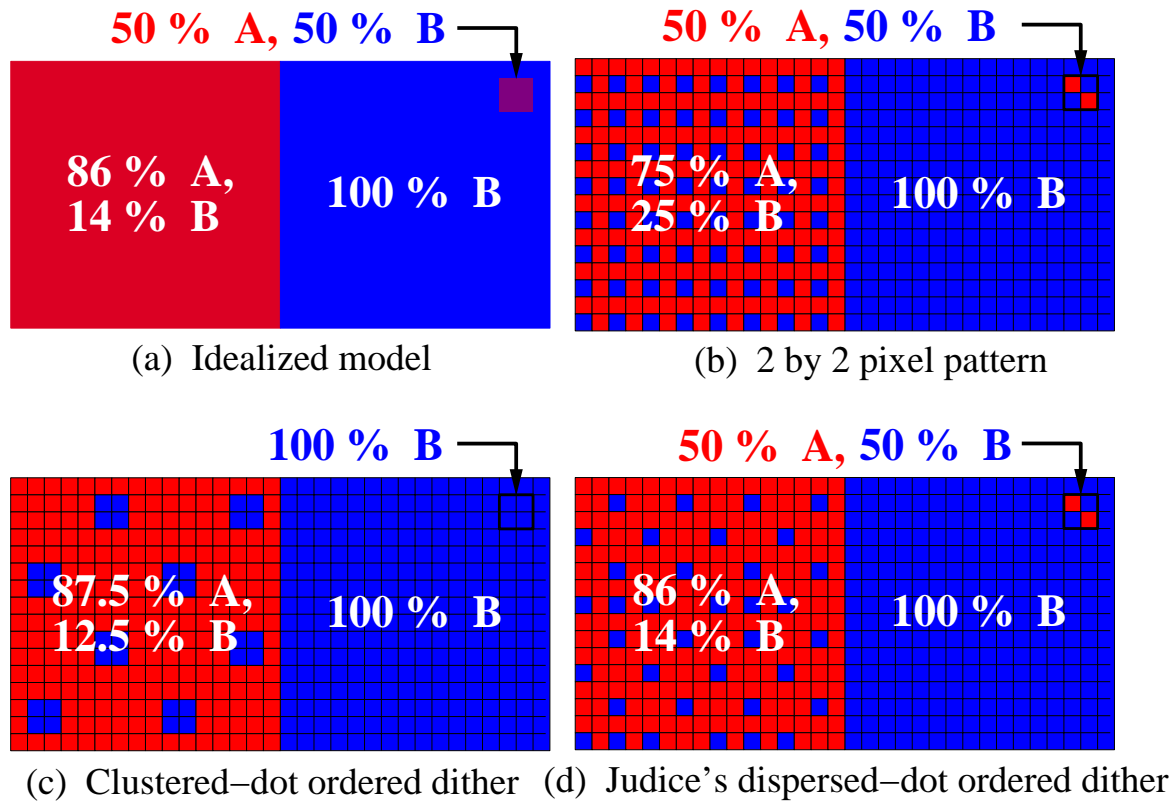 50 % A, 50 % B
86 % A,
14 % B
100 % B
(a) Idealized model
50 % A, 50 % B
75 % A,
25 % B
100 % B
(b) 2 by 2 pixel pattern
100 % B
87.5 % A,
12.5 % B
100 % B
(c) Clustered−dot ordered dither
50 % A, 50 % B
86 % A,
14 % B
100 % B
(d) Judice's dispersed−dot ordered dither